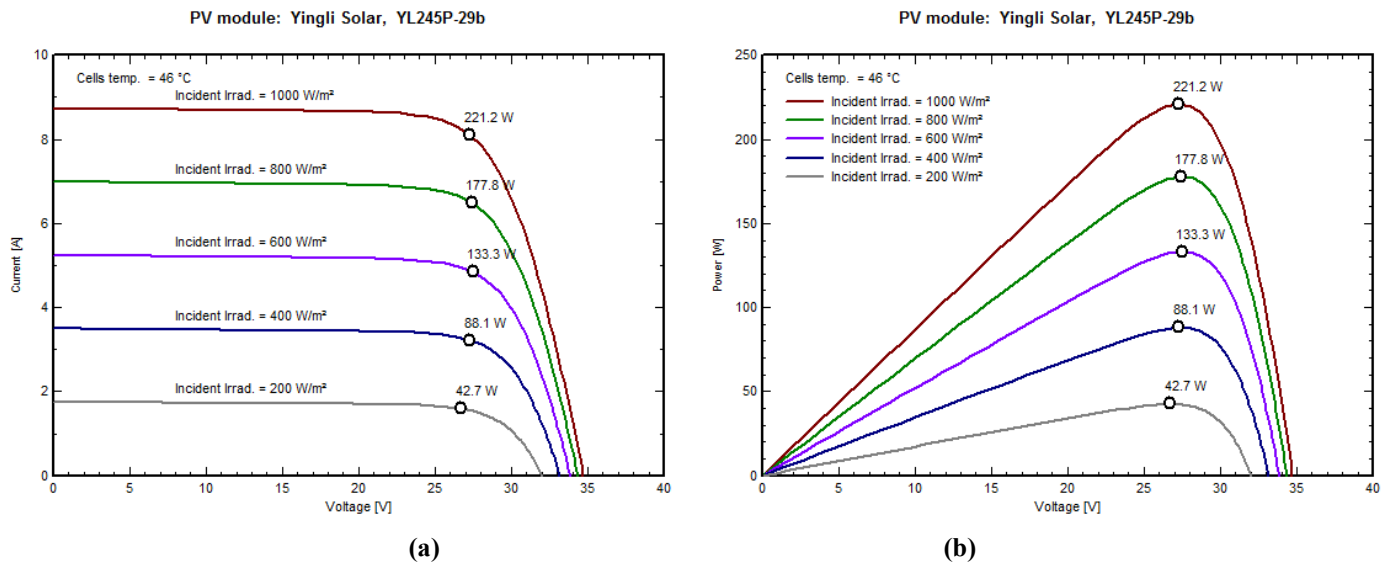 PV module: Yingli Solar, YL245P-29b
10
8
6
4
2
0
Current [A]
Cells temp. = 46 °C
Incident Irrad. = 1000 W/m²
221.2 W
Incident Irrad. = 800 W/m²
177.8 W
Incident Irrad. = 600 W/m²
133.3 W
Incident Irrad. = 400 W/m²
88.1 W
Incident Irrad. = 200 W/m²
42.7 W
0 5 10 15 20 25 30 35 40
Voltage [V]
(a)
PV module: Yingli Solar, YL245P-29b
250
200
150
100
50
0
Power [W]
Cells temp. = 46 °C
Incident Irrad. = 1000 W/m²
Incident Irrad. = 800 W/m²
Incident Irrad. = 600 W/m²
Incident Irrad. = 400 W/m²
Incident Irrad. = 200 W/m²
221.2 W
177.8 W
133.3 W
88.1 W
42.7 W
0 5 10 15 20 25 30 35 40
Voltage [V]
(b)